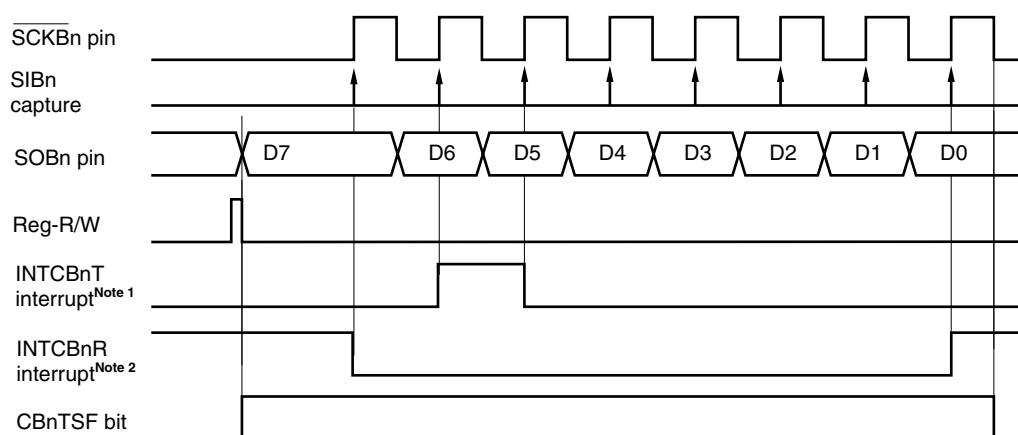 SCKBn pin
SIBn
capture
SOBn pin
D7
D6
D5
D4
D3
D2
D1
D0
Reg-R/W
INTCBnT
interruptNote 1
INTCBnR
interruptNote 2
CBnTSF bit